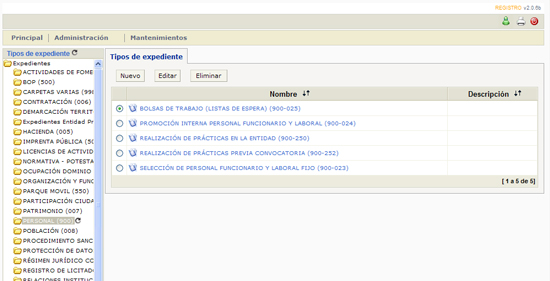 REGISTRO v2.0.6b
Principal Administración Mantenimientos
Tipos de expediente
Expedientes
ACTIVIDADES DE FOME
BOP (500)
CARPETAS VARIAS (996
CONTRATACIÓN (006)
DEMARCACIÓN TERRIT
Expedientes Entidad Pr
HACIENDA (005)
IMPRENTA PÚBLICA (50
LICENCIAS DE ACTIVID
NORMATIVA - POTESTA
OCUPACIÓN DOMINIO
ORGANIZACIÓN Y FUNC
PARQUE MOVIL (550)
PARTICIPACIÓN CIUDA
PATRIMONIO (007)
PERSONAL (900)
POBLACIÓN (008)
PROCEDIMIENTO SANC
PROTECCIÓN DE DATO
RÉGIMEN JURÍDICO CO
REGISTRO DE LICITADO
RELACIONES INSTITUC
Tipos de expediente
Nuevo Editar Eliminar
Nombre Descripción
BOLSAS DE TRABAJO (LISTAS DE ESPERA) (900-025)
PROMOCIÓN INTERNA PERSONAL FUNCIONARIO Y LABORAL (900-024)
REALIZACIÓN DE PRÁCTICAS EN LA ENTIDAD (900-250)
REALIZACIÓN DE PRÁCTICAS PREVIA CONVOCATORIA (900-252)
SELECCIÓN DE PERSONAL FUNCIONARIO Y LABORAL FIJO (900-023)
[ 1 a 5 de 5]